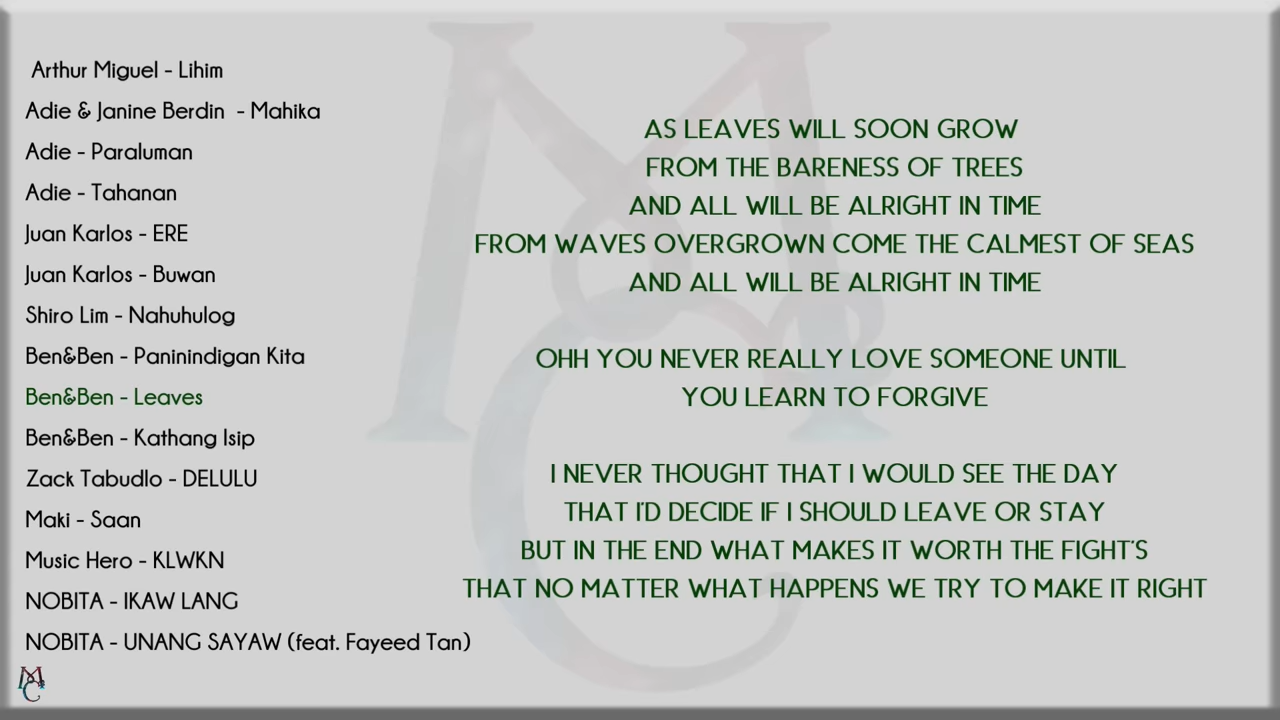 Arthur Miguel - Lihim
Adie & Janine Berdin - Mahika
Adie - Paraluman
Adie - Tahanan
Juan Karlos - ERE
Juan Karlos - Buwan
Shiro Lim - Nahuhulog
Ben&Ben - Paninindigan Kita
Ben&Ben - Leaves
Ben&Ben - Kathang Isip
Zack Tabudlo - DELULU
Maki - Saan
Music Hero - KLWKN
NOBITA - IKAW LANG
NOBITA - UNANG SAYAW (feat. Fayeed Tan)
AS LEAVES WILL SOON GROW
FROM THE BARENESS OF TREES
AND ALL WILL BE ALRIGHT IN TIME
FROM WAVES OVERGROWN COME THE CALMEST OF SEAS
AND ALL WILL BE ALRIGHT IN TIME
OHH YOU NEVER REALLY LOVE SOMEONE UNTIL
YOU LEARN TO FORGIVE
I NEVER THOUGHT THAT I WOULD SEE THE DAY
THAT I'D DECIDE IF I SHOULD LEAVE OR STAY
BUT IN THE END WHAT MAKES IT WORTH THE FIGHT'S
THAT NO MATTER WHAT HAPPENS WE TRY TO MAKE IT RIGHT
MC